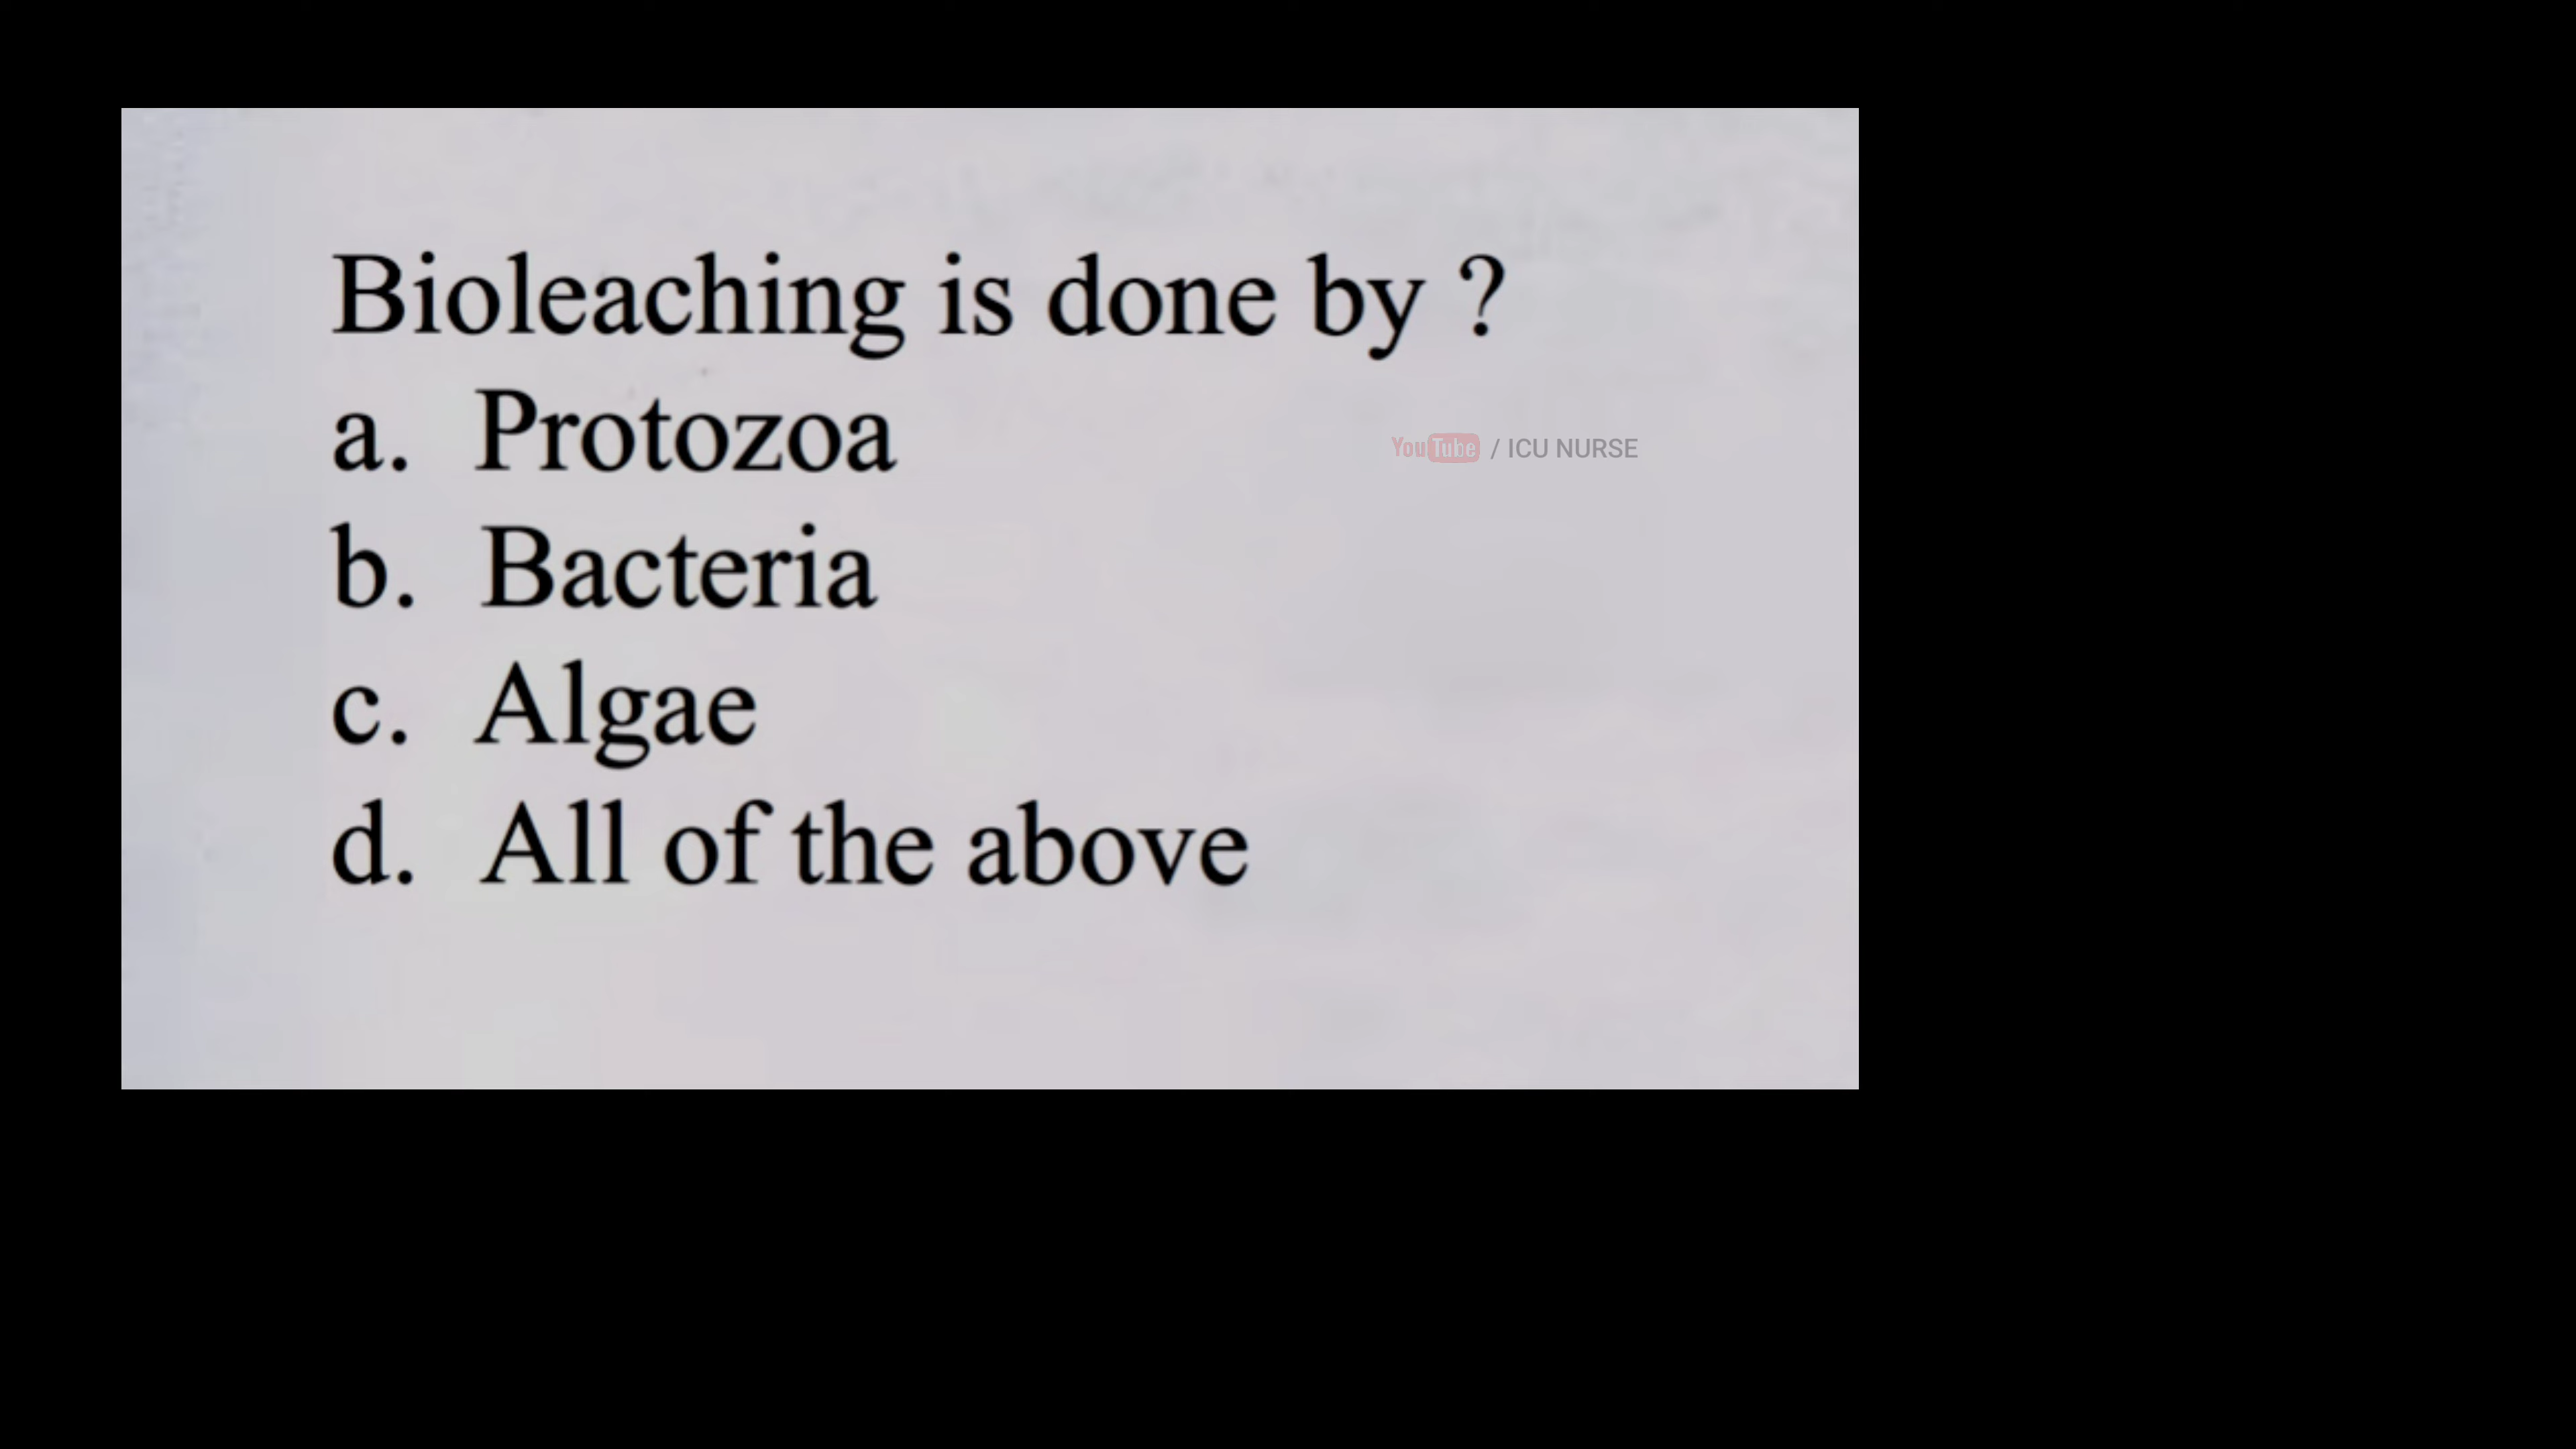 Bioleaching is done by ?
a. Protozoa
YouTube / ICU NURSE
b. Bacteria
c. Algae
d. All of the above